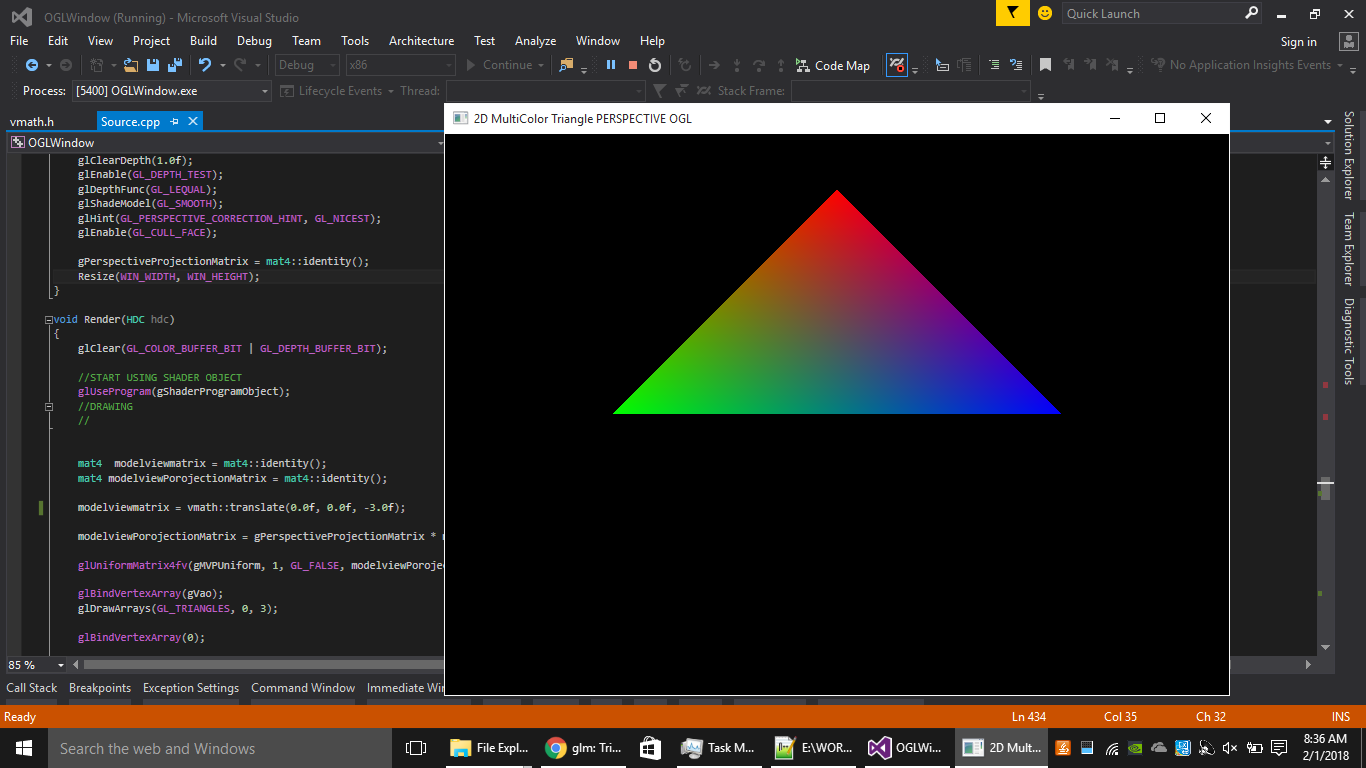 OGLWindow (Running) - Microsoft Visual Studio
Quick Launch
File Edit View Project Build Debug Team Tools Architecture Test Analyze Window Help
Sign in
Debug x86 Continue Code Map No Application Insights Events
Process: [5400] OGLWindow.exe Lifecycle Events Thread: Stack Frame:
vmath.h Source.cpp
OGLWindow
glClearDepth(1.0f);
glEnable(GL_DEPTH_TEST);
glDepthFunc(GL_LEQUAL);
glShadeModel(GL_SMOOTH);
glHint(GL_PERSPECTIVE_CORRECTION_HINT, GL_NICEST);
glEnable(GL_CULL_FACE);
gPerspectiveProjectionMatrix = mat4::identity();
Resize(WIN_WIDTH, WIN_HEIGHT);
}
void Render(HDC hdc)
{
glClear(GL_COLOR_BUFFER_BIT | GL_DEPTH_BUFFER_BIT);
//START USING SHADER OBJECT
glUseProgram(gShaderProgramObject);
//DRAWING
//
mat4  modelviewmatrix = mat4::identity();
mat4 modelviewPorojectionMatrix = mat4::identity();
modelviewmatrix = vmath::translate(0.0f, 0.0f, -3.0f);
modelviewPorojectionMatrix = gPerspectiveProjectionMatrix *
glUniformMatrix4fv(gMVPUniform, 1, GL_FALSE, modelviewPoroje
glBindVertexArray(gVao);
glDrawArrays(GL_TRIANGLES, 0, 3);
glBindVertexArray(0);
85 %
2D MultiColor Triangle PERSPECTIVE OGL
Solution Explorer
Team Explorer
Diagnostic Tools
Call Stack Breakpoints Exception Settings Command Window Immediate Wi
Ready Ln 434 Col 35 Ch 32 INS
Search the web and Windows
File Expl... glm: Tri... Task M... E:\WOR... OGLWi... 2D Mult...
8:36 AM
2/1/2018